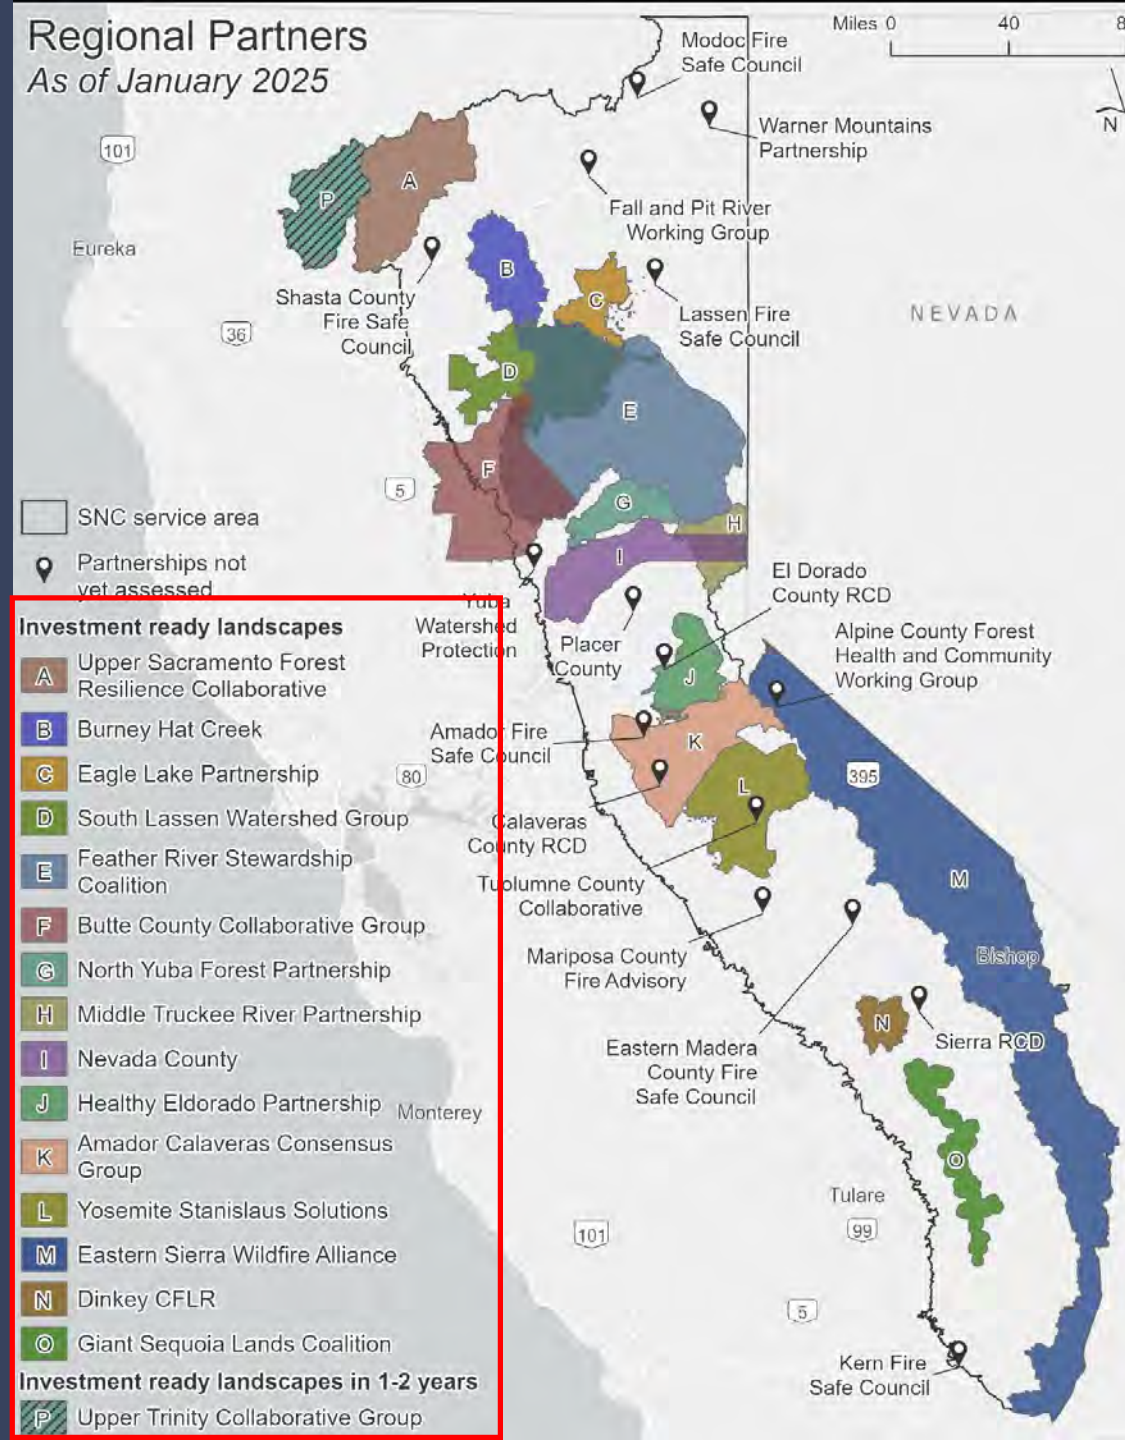 Regional Partners
As of January 2025
Miles 0 40 8
N
Modoc Fire
Safe Council
Warner Mountains
Partnership
Fall and Pit River
Working Group
Shasta County
Fire Safe
Council
Lassen Fire
Safe Council
NEVADA
101
Eureka
36
5
P
A
B
C
D
E
F
G
H
I
J
K
L
M
N
O
Yuba
Watershed
Protection
Placer
County
El Dorado
County RCD
Alpine County Forest
Health and Community
Working Group
Amador Fire
Safe Council
80
395
Calaveras
County RCD
Tuolumne County
Collaborative
Mariposa County
Fire Advisory
Bishop
Eastern Madera
County Fire
Safe Council
Sierra RCD
Monterey
Tulare
101
99
5
Kern Fire
Safe Council
SNC service area
Partnerships not
yet assessed
Investment ready landscapes
A Upper Sacramento Forest
Resilience Collaborative
B Burney Hat Creek
C Eagle Lake Partnership
D South Lassen Watershed Group
E Feather River Stewardship
Coalition
F Butte County Collaborative Group
G North Yuba Forest Partnership
H Middle Truckee River Partnership
I Nevada County
J Healthy Eldorado Partnership
K Amador Calaveras Consensus
Group
L Yosemite Stanislaus Solutions
M Eastern Sierra Wildfire Alliance
N Dinkey CFLR
O Giant Sequoia Lands Coalition
Investment ready landscapes in 1-2 years
P Upper Trinity Collaborative Group